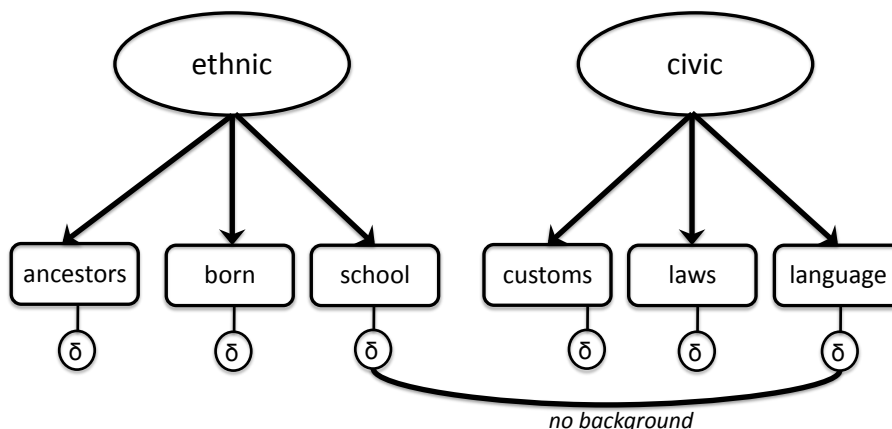 ethnic civic
ancestors born school customs laws language
δ δ δ δ δ δ
no background